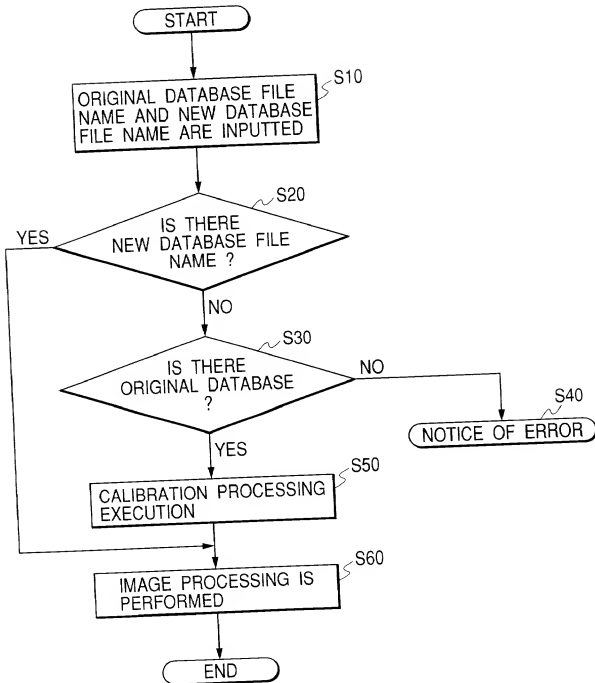 START
S10
ORIGINAL DATABASE FILE
NAME AND NEW DATABASE
FILE NAME ARE INPUTTED
S20
IS THERE
NEW DATABASE FILE
NAME ?
YES
NO
S30
IS THERE
ORIGINAL DATABASE
?
NO
S40
NOTICE OF ERROR
YES
S50
CALIBRATION PROCESSING
EXECUTION
S60
IMAGE PROCESSING IS
PERFORMED
END